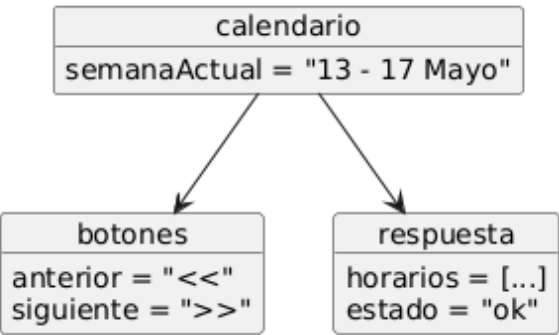 calendario
semanaActual = "13 - 17 Mayo"
botones
anterior = "<<"
siguiente = ">>"
respuesta
horarios = [...]
estado = "ok"